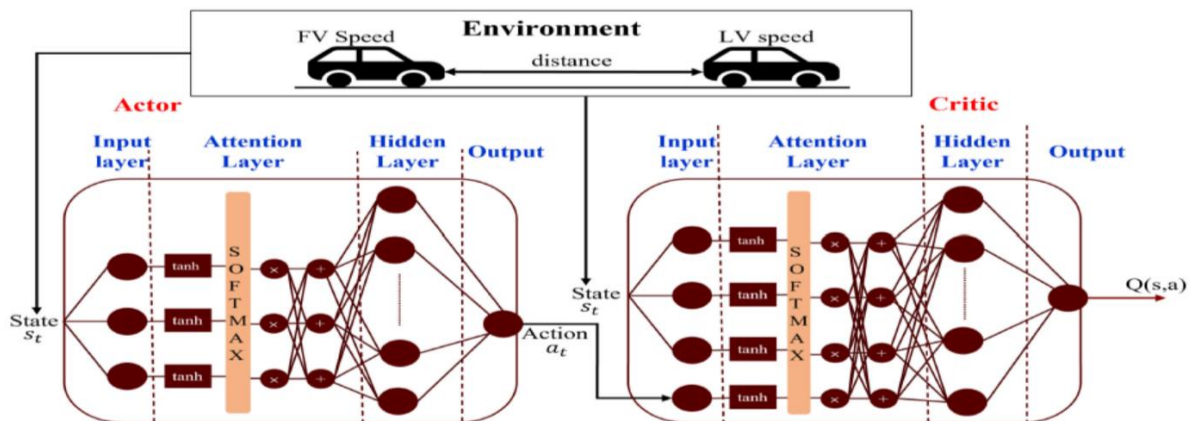 Environment
FV Speed
LV speed
distance
Actor
Input
layer
Attention
Layer
Hidden
Layer
Output
State
s_t
tanh
tanh
tanh
SOFTMAX
×
×
×
+
+
+
Action
a_t
Critic
Input
layer
Attention
Layer
Hidden
Layer
Output
State
s_t
tanh
tanh
tanh
tanh
SOFTMAX
×
×
×
×
+
+
+
+
Q(s,a)